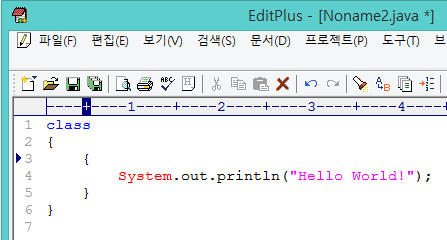 EditPlus - [Noname2.java *]
파일(F) 편집(E) 보기(V) 검색(S) 문서(D) 프로젝트(P) 도구(T) 브
ABC
----+----1----+----2----+----3----+----4----+---
1 class
2 {
3 {
4 System.out.println("Hello World!");
5 }
6 }
7